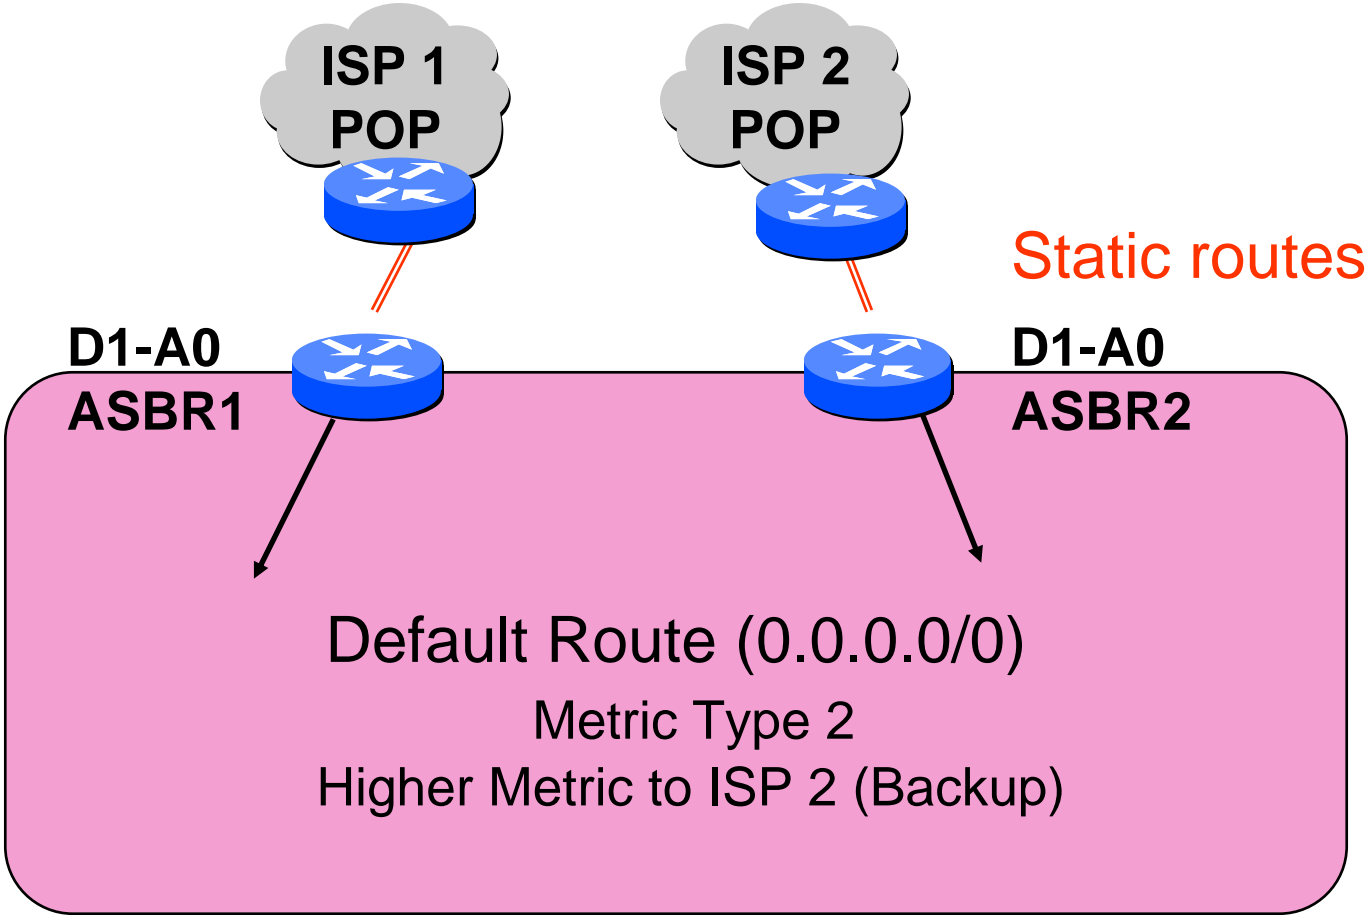 ISP 1
POP
ISP 2
POP
Static routes
D1-A0
ASBR1
D1-A0
ASBR2
Default Route (0.0.0.0/0)
Metric Type 2
Higher Metric to ISP 2 (Backup)